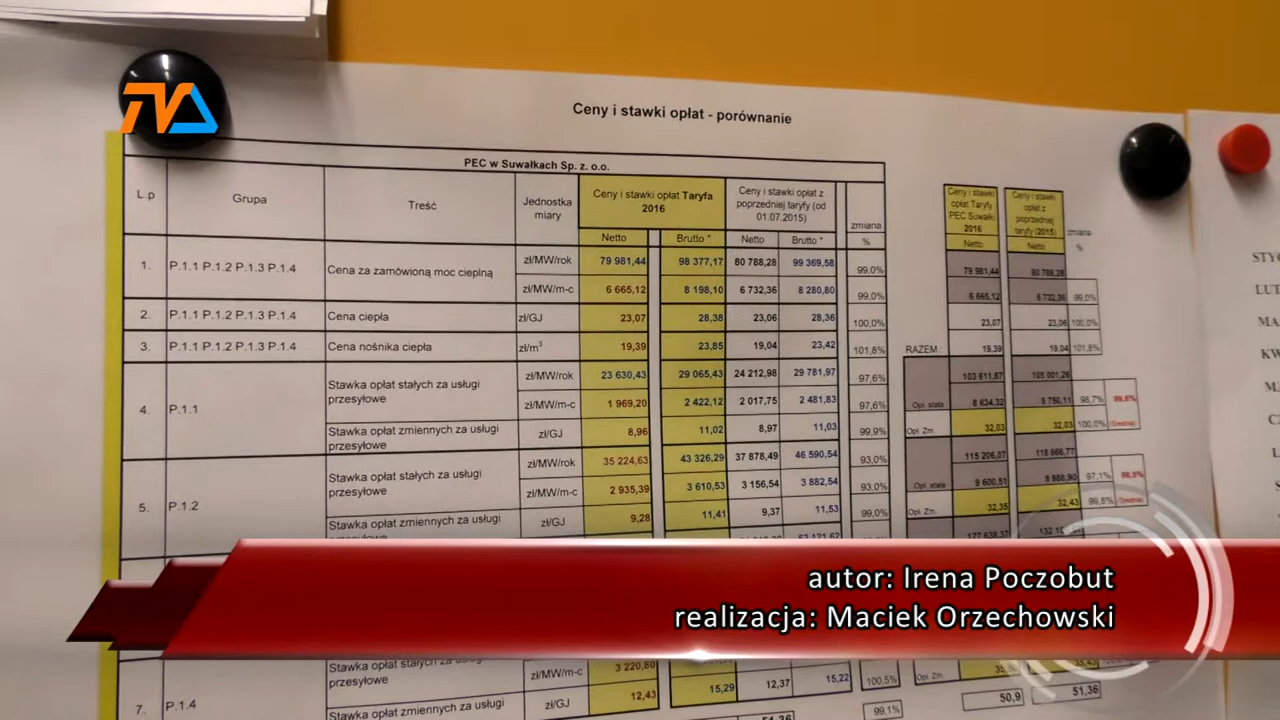 TVA
Ceny i stawki opłat - porównanie
PEC w Suwałkach Sp. z. o.o.
L.p Grupa Treść Jednostka miary Ceny i stawki opłat Taryfa 2016 Ceny i stawki opłat z poprzedniej taryfy (od 01.07.2015) zmiana %
Netto Brutto * Netto Brutto *
1. P.1.1 P.1.2 P.1.3 P.1.4 Cena za zamówioną moc cieplną zł/MW/rok 79 981,44 98 377,17 80 788,28 99 369,58 99,0%
zł/MW/m-c 6 665,12 8 198,10 6 732,36 8 280,80 99,0%
2. P.1.1 P.1.2 P.1.3 P.1.4 Cena ciepła zł/GJ 23,07 28,38 23,06 28,36 100,0%
3. P.1.1 P.1.2 P.1.3 P.1.4 Cena nośnika ciepła zł/m³ 19,39 23,85 19,04 23,42 101,8%
4. P.1.1 Stawka opłat stałych za usługi przesyłowe zł/MW/rok 23 630,43 29 065,43 24 212,98 29 781,97 97,6%
zł/MW/m-c 1 969,20 2 422,12 2 017,75 2 481,83 97,6%
Stawka opłat zmiennych za usługi przesyłowe zł/GJ 8,96 11,02 8,97 11,03 99,9%
5. P.1.2 Stawka opłat stałych za usługi przesyłowe zł/MW/rok 35 224,63 43 326,29 37 878,49 46 590,54 93,0%
zł/MW/m-c 2 935,39 3 610,53 3 156,54 3 882,54 93,0%
Stawka opłat zmiennych za usługi zł/GJ 9,28 11,41 9,37 11,53 99,0%
7. P.1.4 Stawka opłat stałych za usługi przesyłowe zł/MW/m-c 3 220,80
Stawka opłat zmiennych za usługi zł/GJ 12,43 15,29 12,37 15,22 100,5%
99,1%
Ceny i stawki opłat Taryfy PEC Suwałki 2016 Ceny i stawki opłat z poprzedniej taryfy (2015) zmiana %
Netto Netto
79 981,44 80 788,28
6 665,12 6 732,36 99,0%
23,07 23,06 100,0%
RAZEM : 19,39 19,04 101,8%
103 611,87 105 001,26
Opł. stała 8 634,32 8 750,11 98,7%
Opł. Zm. 32,03 32,03 100,0%
115 206,07 118 666,77
Opł. stała 9 600,51 9 888,90 97,1%
Opł. Zm. 32,35 32,43 99,8%
Opł. Zm.
50,9 51,36
autor: Irena Poczobut
realizacja: Maciek Orzechowski